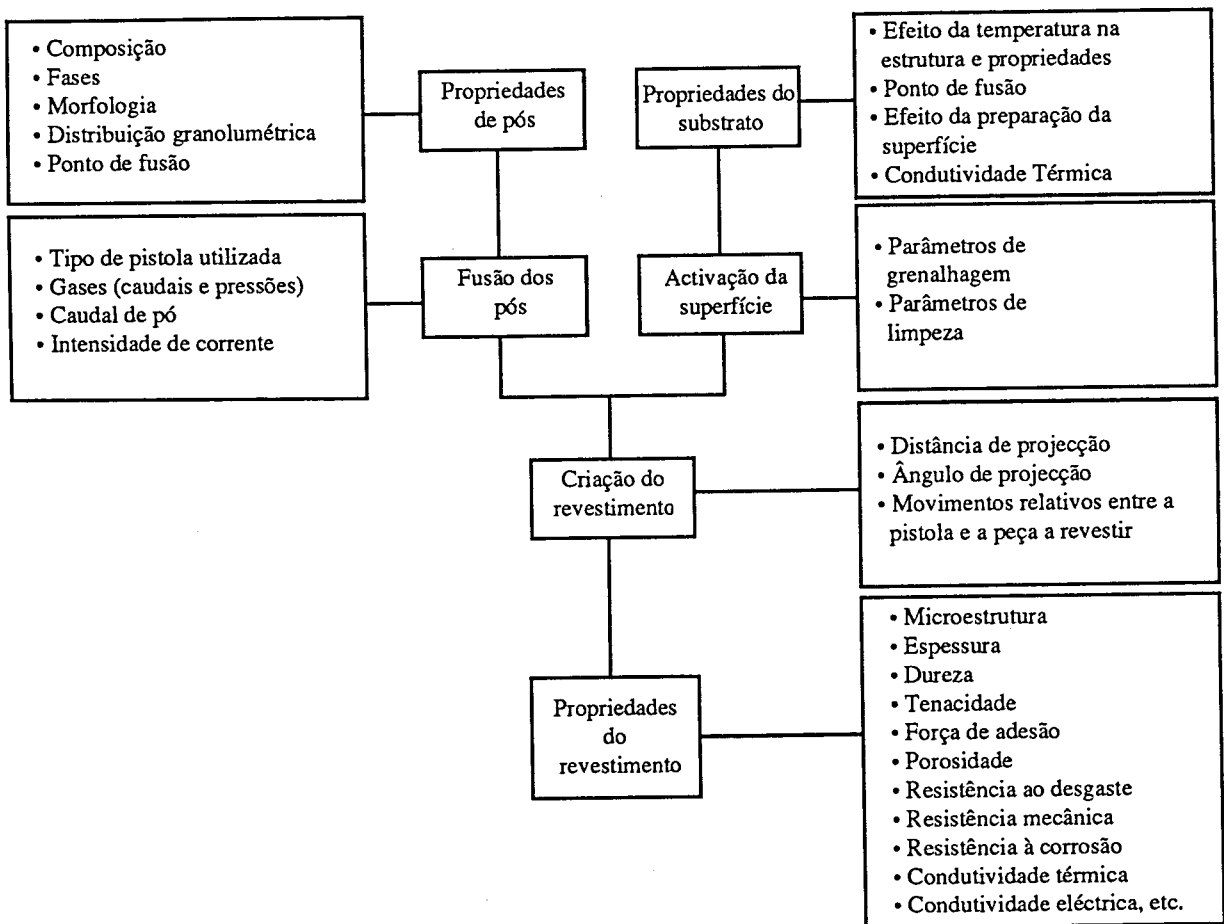 • Composição
• Fases
• Morfologia
• Distribuição granolumétrica
• Ponto de fusão
Propriedades
de pós
Propriedades do
substrato
• Efeito da temperatura na
estrutura e propriedades
• Ponto de fusão
• Efeito da preparação da
superfície
• Condutividade Térmica
• Tipo de pistola utilizada
• Gases (caudais e pressões)
• Caudal de pó
• Intensidade de corrente
Fusão dos
pós
Activação da
superfície
• Parâmetros de
grenalhagem
• Parâmetros de
limpeza
Criação do
revestimento
• Distância de projecção
• Ângulo de projecção
• Movimentos relativos entre a
pistola e a peça a revestir
Propriedades
do
revestimento
• Microestrutura
• Espessura
• Dureza
• Tenacidade
• Força de adesão
• Porosidade
• Resistência ao desgaste
• Resistência mecânica
• Resistência à corrosão
• Condutividade térmica
• Condutividade eléctrica, etc.